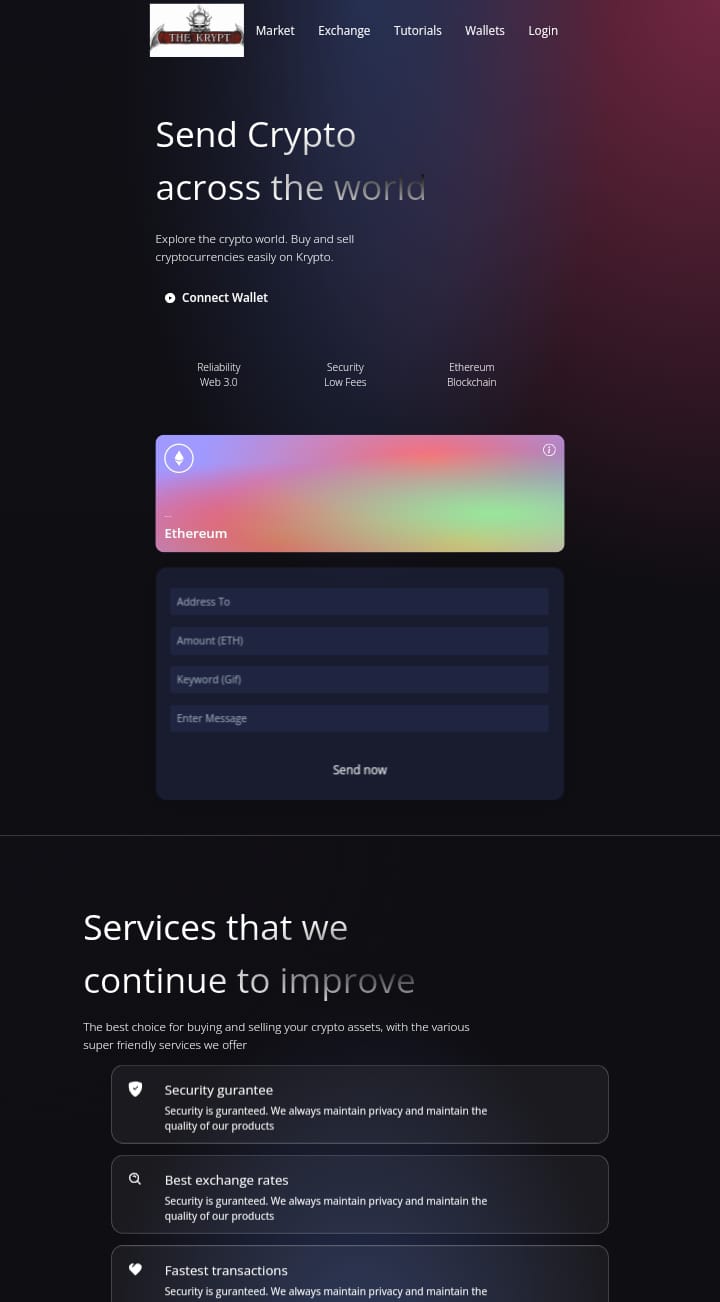 THE KRYPT
Market
Exchange
Tutorials
Wallets
Login
Send Crypto
across the world
Explore the crypto world. Buy and sell
cryptocurrencies easily on Krypto.
Connect Wallet
Reliability
Security
Ethereum
Web 3.0
Low Fees
Blockchain
...
Ethereum
Address To
Amount (ETH)
Keyword (Gif)
Enter Message
Send now
Services that we
continue to improve
The best choice for buying and selling your crypto assets, with the various
super friendly services we offer
Security gurantee
Security is guranteed. We always maintain privacy and maintain the
quality of our products
Best exchange rates
Security is guranteed. We always maintain privacy and maintain the
quality of our products
Fastest transactions
Security is guranteed. We always maintain privacy and maintain the